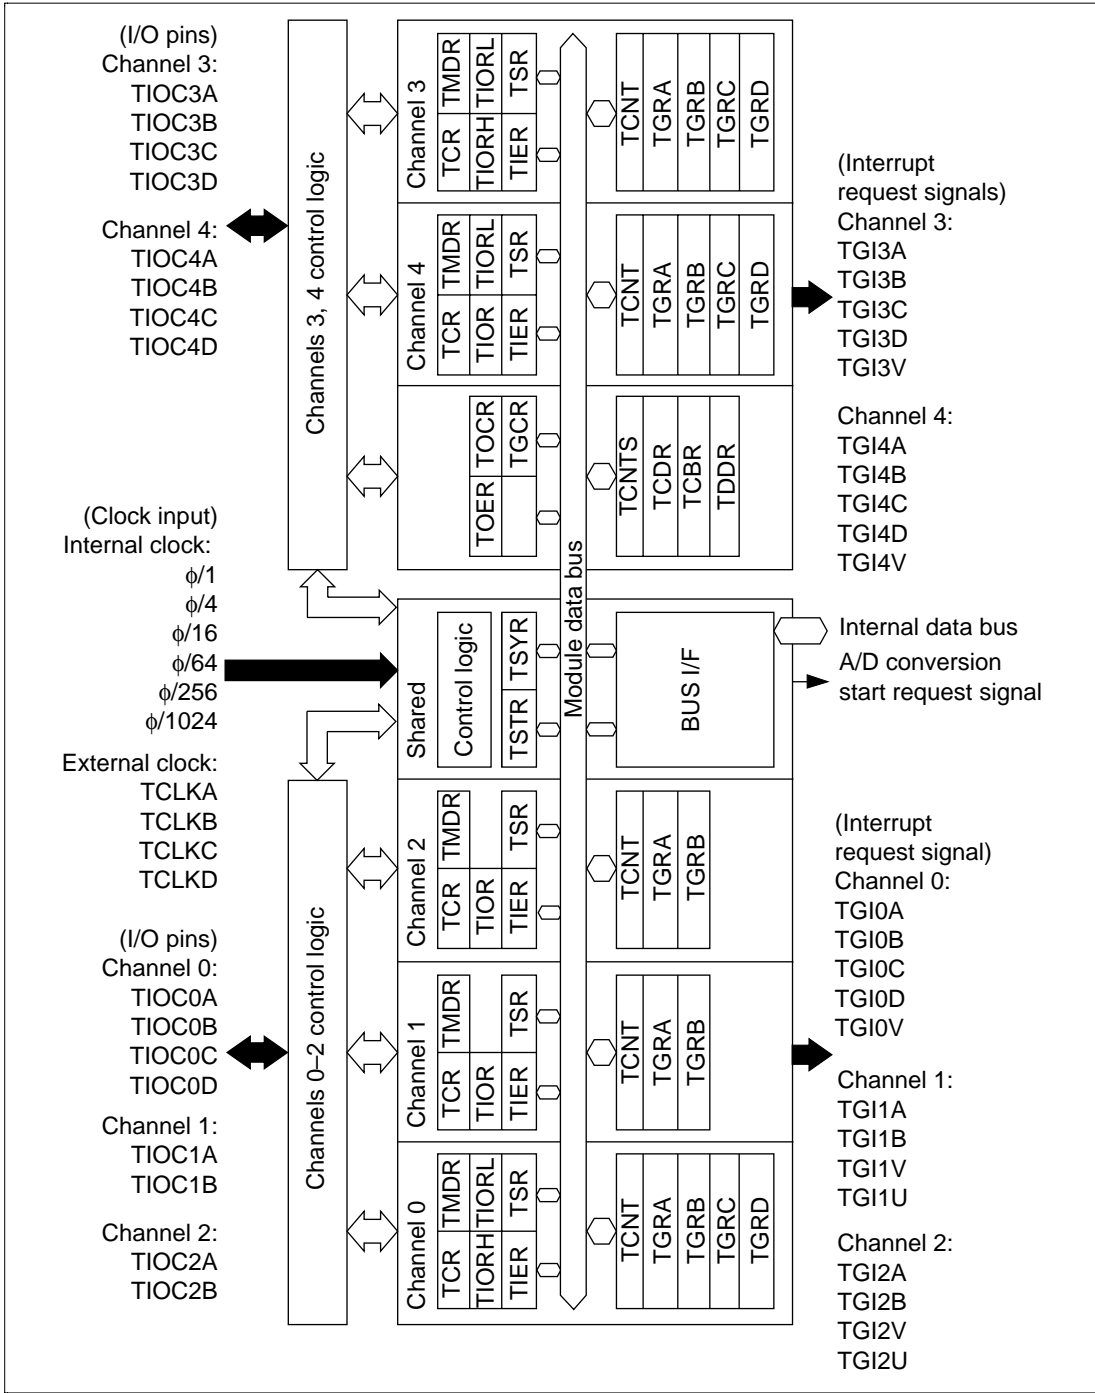 (I/O pins)
Channel 3:
TIOC3A
TIOC3B
TIOC3C
TIOC3D
Channel 4:
TIOC4A
TIOC4B
TIOC4C
TIOC4D
(Clock input)
Internal clock:
ϕ/1
ϕ/4
ϕ/16
ϕ/64
ϕ/256
ϕ/1024
External clock:
TCLKA
TCLKB
TCLKC
TCLKD
(I/O pins)
Channel 0:
TIOC0A
TIOC0B
TIOC0C
TIOC0D
Channel 1:
TIOC1A
TIOC1B
Channel 2:
TIOC2A
TIOC2B
Channels 3, 4 control logic
Channels 0–2 control logic
Channel 3
TCR
TMDR
TIORH
TIORL
TIER
TSR
TCNT
TGRA
TGRB
TGRC
TGRD
Channel 4
TCR
TMDR
TIOR
TIORL
TIER
TSR
TCNT
TGRA
TGRB
TGRC
TGRD
TOER
TOCR
TGCR
TCNTS
TCDR
TCBR
TDDR
Module data bus
Shared
Control logic
TSTR
TSYR
BUS I/F
Channel 2
TCR
TMDR
TIOR
TIER
TSR
TCNT
TGRA
TGRB
Channel 1
TCR
TMDR
TIOR
TIER
TSR
TCNT
TGRA
TGRB
Channel 0
TCR
TMDR
TIORH
TIORL
TIER
TSR
TCNT
TGRA
TGRB
TGRC
TGRD
(Interrupt
request signals)
Channel 3:
TGI3A
TGI3B
TGI3C
TGI3D
TGI3V
Channel 4:
TGI4A
TGI4B
TGI4C
TGI4D
TGI4V
Internal data bus
A/D conversion
start request signal
(Interrupt
request signal)
Channel 0:
TGI0A
TGI0B
TGI0C
TGI0D
TGI0V
Channel 1:
TGI1A
TGI1B
TGI1V
TGI1U
Channel 2:
TGI2A
TGI2B
TGI2V
TGI2U